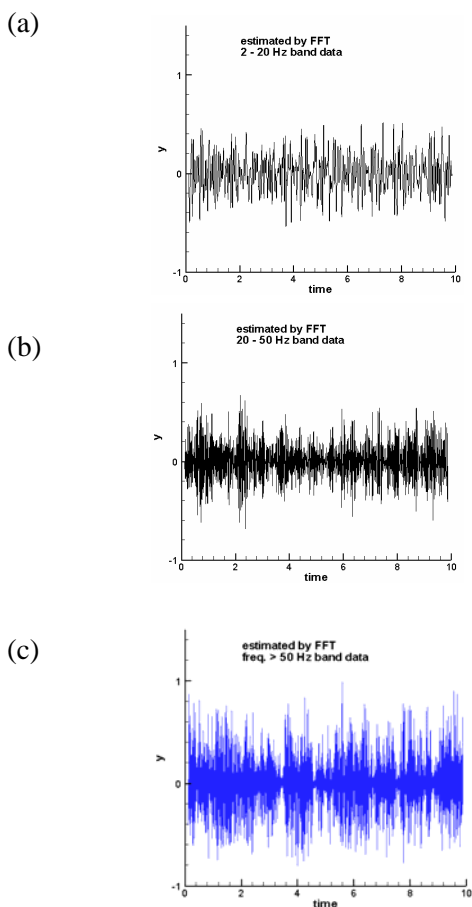 (a)
estimated by FFT
2 - 20 Hz band data
1
y
0
-1
0 2 4 6 8 10
time
(b)
estimated by FFT
20 - 50 Hz band data
1
y
0
-1
0 2 4 6 8 10
time
(c)
estimated by FFT
freq. > 50 Hz band data
1
y
0
-1
0 2 4 6 8 10
time